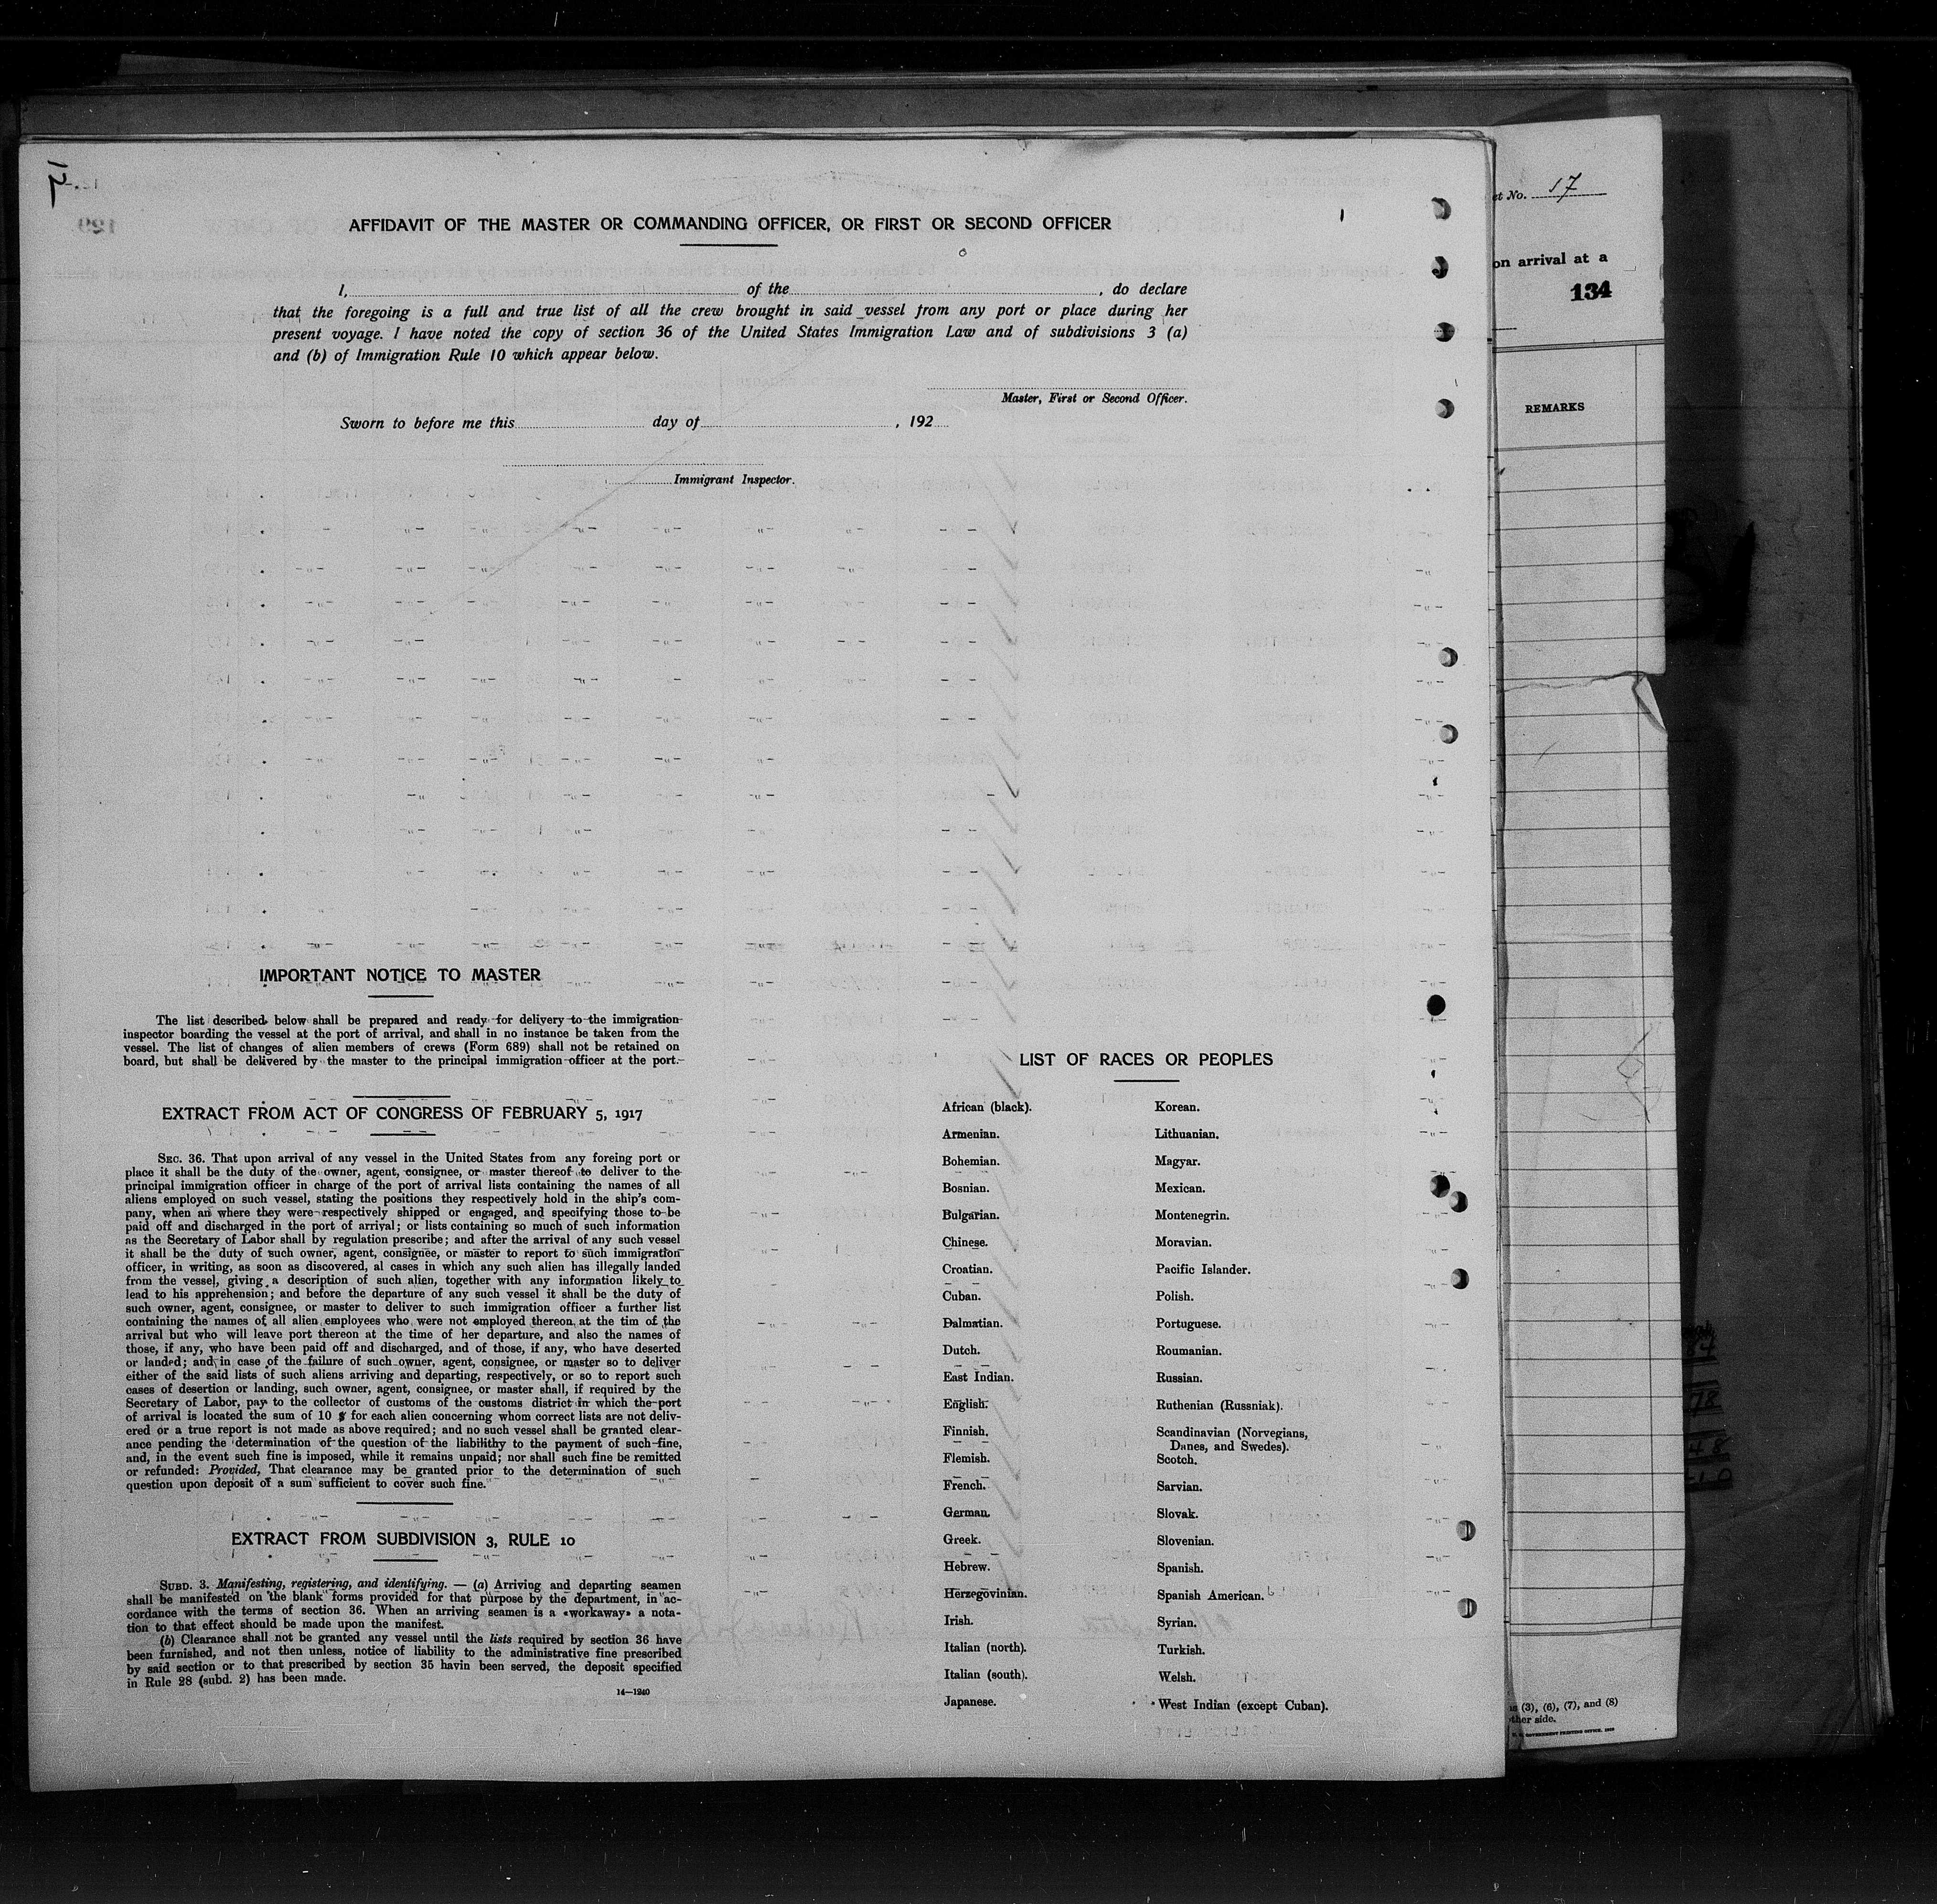 17
AFFIDAVIT OF THE MASTER OR COMMANDING OFFICER, OR FIRST OR SECOND OFFICER
I, of the , do declare
that the foregoing is a full and true list of all the crew brought in said vessel from any port or place during her
present voyage. I have noted the copy of section 36 of the United States Immigration Law and of subdivisions 3 (a)
and (b) of Immigration Rule 10 which appear below.
Master, First or Second Officer.
Sworn to before me this day of , 192
Immigrant Inspector.
IMPORTANT NOTICE TO MASTER
The list described below shall be prepared and ready for delivery to the immigration
inspector boarding the vessel at the port of arrival, and shall in no instance be taken from the
vessel. The list of changes of alien members of crews (Form 689) shall not be retained on
board, but shall be delivered by the master to the principal immigration officer at the port.
EXTRACT FROM ACT OF CONGRESS OF FEBRUARY 5, 1917
SEC. 36. That upon arrival of any vessel in the United States from any foreing port or
place it shall be the duty of the owner, agent, consignee, or master thereof to deliver to the
principal immigration officer in charge of the port of arrival lists containing the names of all
aliens employed on such vessel, stating the positions they respectively hold in the ship's com-
pany, when an where they were respectively shipped or engaged, and specifying those to be
paid off and discharged in the port of arrival; or lists containing so much of such information
as the Secretary of Labor shall by regulation prescribe; and after the arrival of any such vessel
it shall be the duty of such owner, agent, consignee, or master to report to such immigration
officer, in writing, as soon as discovered, al cases in which any such alien has illegally landed
from the vessel, giving a description of such alien, together with any information likely to
lead to his apprehension; and before the departure of any such vessel it shall be the duty of
such owner, agent, consignee, or master to deliver to such immigration officer a further list
containing the names of all alien employees who were not employed thereon at the tim of the
arrival but who will leave port thereon at the time of her departure, and also the names of
those, if any, who have been paid off and discharged, and of those, if any, who have deserted
or landed; and in case of the failure of such owner, agent, consignee, or master so to deliver
either of the said lists of such aliens arriving and departing, respectively, or so to report such
cases of desertion or landing, such owner, agent, consignee, or master shall, if required by the
Secretary of Labor, pay to the collector of customs of the customs district in which the port
of arrival is located the sum of 10 $ for each alien concerning whom correct lists are not deliv-
ered or a true report is not made as above required; and no such vessel shall be granted clear-
ance pending the determination of the question of the liabilithy to the payment of such fine,
and, in the event such fine is imposed, while it remains unpaid; nor shall such fine be remitted
or refunded: Provided, That clearance may be granted prior to the determination of such
question upon deposit of a sum sufficient to cover such fine."
EXTRACT FROM SUBDIVISION 3, RULE 10
SUBD. 3. Manifesting, registering, and identifying. — (a) Arriving and departing seamen
shall be manifested on the blank forms provided for that purpose by the department, in ac-
cordance with the terms of section 36. When an arriving seamen is a «workaway» a nota-
tion to that effect should be made upon the manifest.
(b) Clearance shall not be granted any vessel until the lists required by section 36 have
been furnished, and not then unless, notice of liability to the administrative fine prescribed
by said section or to that prescribed by section 35 havin been served, the deposit specified
in Rule 28 (subd. 2) has been made.
14—1240
LIST OF RACES OR PEOPLES
African (black).
Armenian.
Bohemian.
Bosnian.
Bulgarian.
Chinese.
Croatian.
Cuban.
Dalmatian.
Dutch.
East Indian.
English.
Finnish.
Flemish.
French.
German.
Greek.
Hebrew.
Herzegovinian.
Irish.
Italian (north).
Italian (south).
Japanese.
Korean.
Lithuanian.
Magyar.
Mexican.
Montenegrin.
Moravian.
Pacific Islander.
Polish.
Portuguese.
Roumanian.
Russian.
Ruthenian (Russniak).
Scandinavian (Norvegians,
Danes, and Swedes).
Scotch.
Sarvian.
Slovak.
Slovenian.
Spanish.
Spanish American.
Syrian.
Turkish.
Welsh.
West Indian (except Cuban).
et No. 17
on arrival at a
134
REMARKS
(3), (6), (7), and (8)
ther side.
GOVERNMENT PRINTING OFFICE